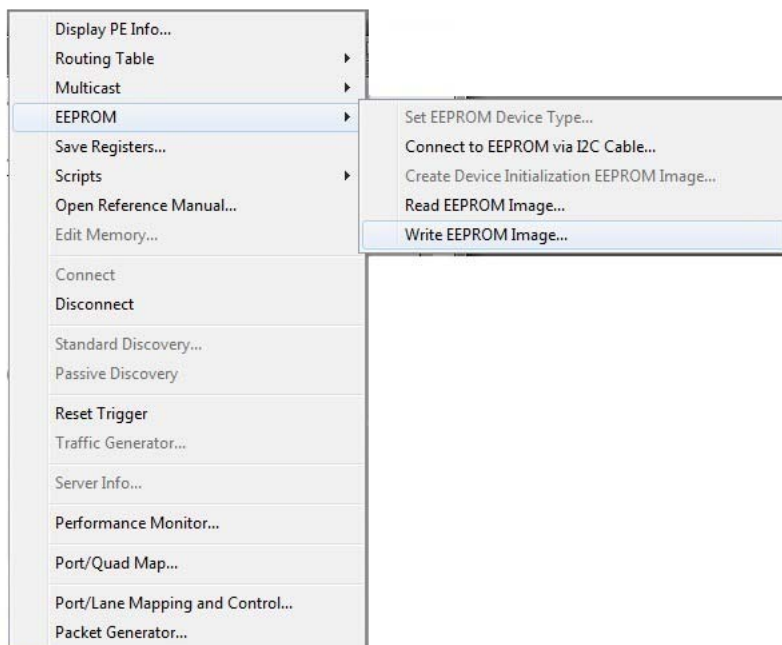 Display PE Info...
Routing Table
Multicast
EEPROM
Save Registers...
Scripts
Open Reference Manual...
Edit Memory...
Connect
Disconnect
Standard Discovery...
Passive Discovery
Reset Trigger
Traffic Generator...
Server Info...
Performance Monitor...
Port/Quad Map...
Port/Lane Mapping and Control...
Packet Generator...
Set EEPROM Device Type...
Connect to EEPROM via I2C Cable...
Create Device Initialization EEPROM Image...
Read EEPROM Image...
Write EEPROM Image...